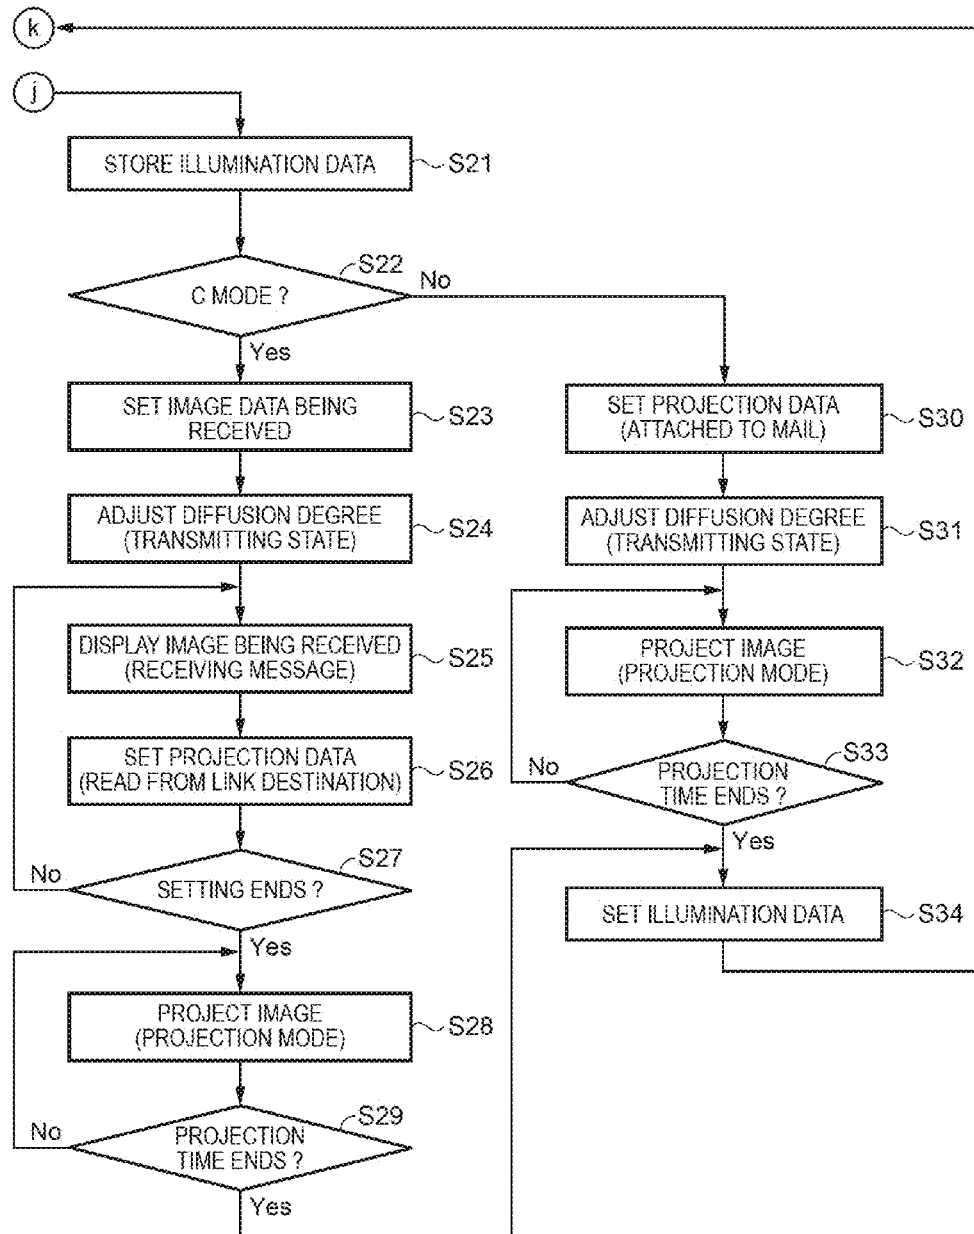 k
j
STORE ILLUMINATION DATA
S21
S22
C MODE ?
No
Yes
SET IMAGE DATA BEING
RECEIVED
S23
ADJUST DIFFUSION DEGREE
(TRANSMITTING STATE)
S24
DISPLAY IMAGE BEING RECEIVED
(RECEIVING MESSAGE)
S25
SET PROJECTION DATA
(READ FROM LINK DESTINATION)
S26
S27
No
SETTING ENDS ?
Yes
PROJECT IMAGE
(PROJECTION MODE)
S28
S29
No
PROJECTION
TIME ENDS ?
Yes
SET PROJECTION DATA
(ATTACHED TO MAIL)
S30
ADJUST DIFFUSION DEGREE
(TRANSMITTING STATE)
S31
PROJECT IMAGE
(PROJECTION MODE)
S32
S33
No
PROJECTION
TIME ENDS ?
Yes
SET ILLUMINATION DATA
S34